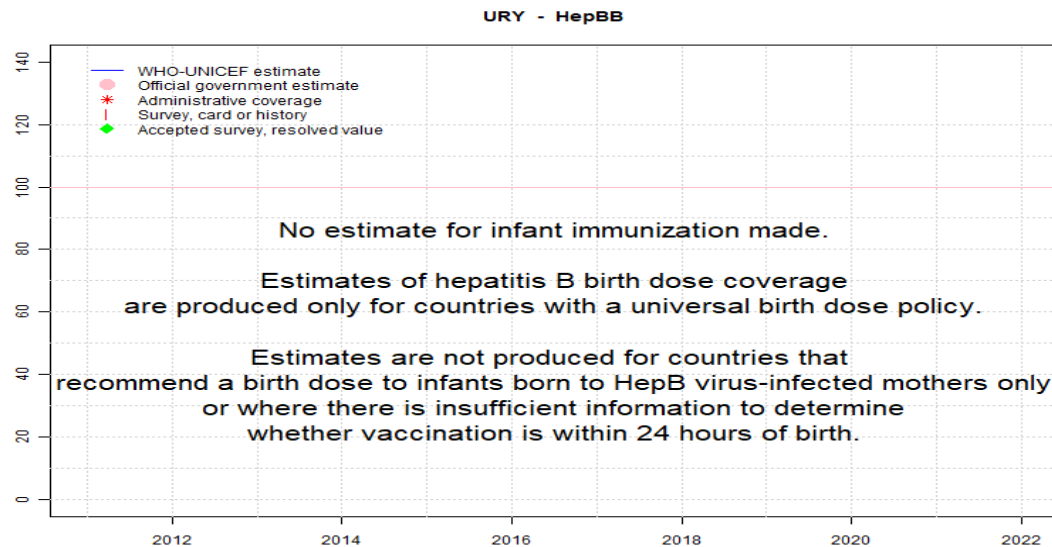 URY - HepBB
WHO-UNICEF estimate
Official government estimate
Administrative coverage
Survey, card or history
Accepted survey, resolved value
No estimate for infant immunization made.
Estimates of hepatitis B birth dose coverage
are produced only for countries with a universal birth dose policy.
Estimates are not produced for countries that
recommend a birth dose to infants born to HepB virus-infected mothers only
or where there is insufficient information to determine
whether vaccination is within 24 hours of birth.
140
120
100
80
60
40
20
0
2012 2014 2016 2018 2020 2022